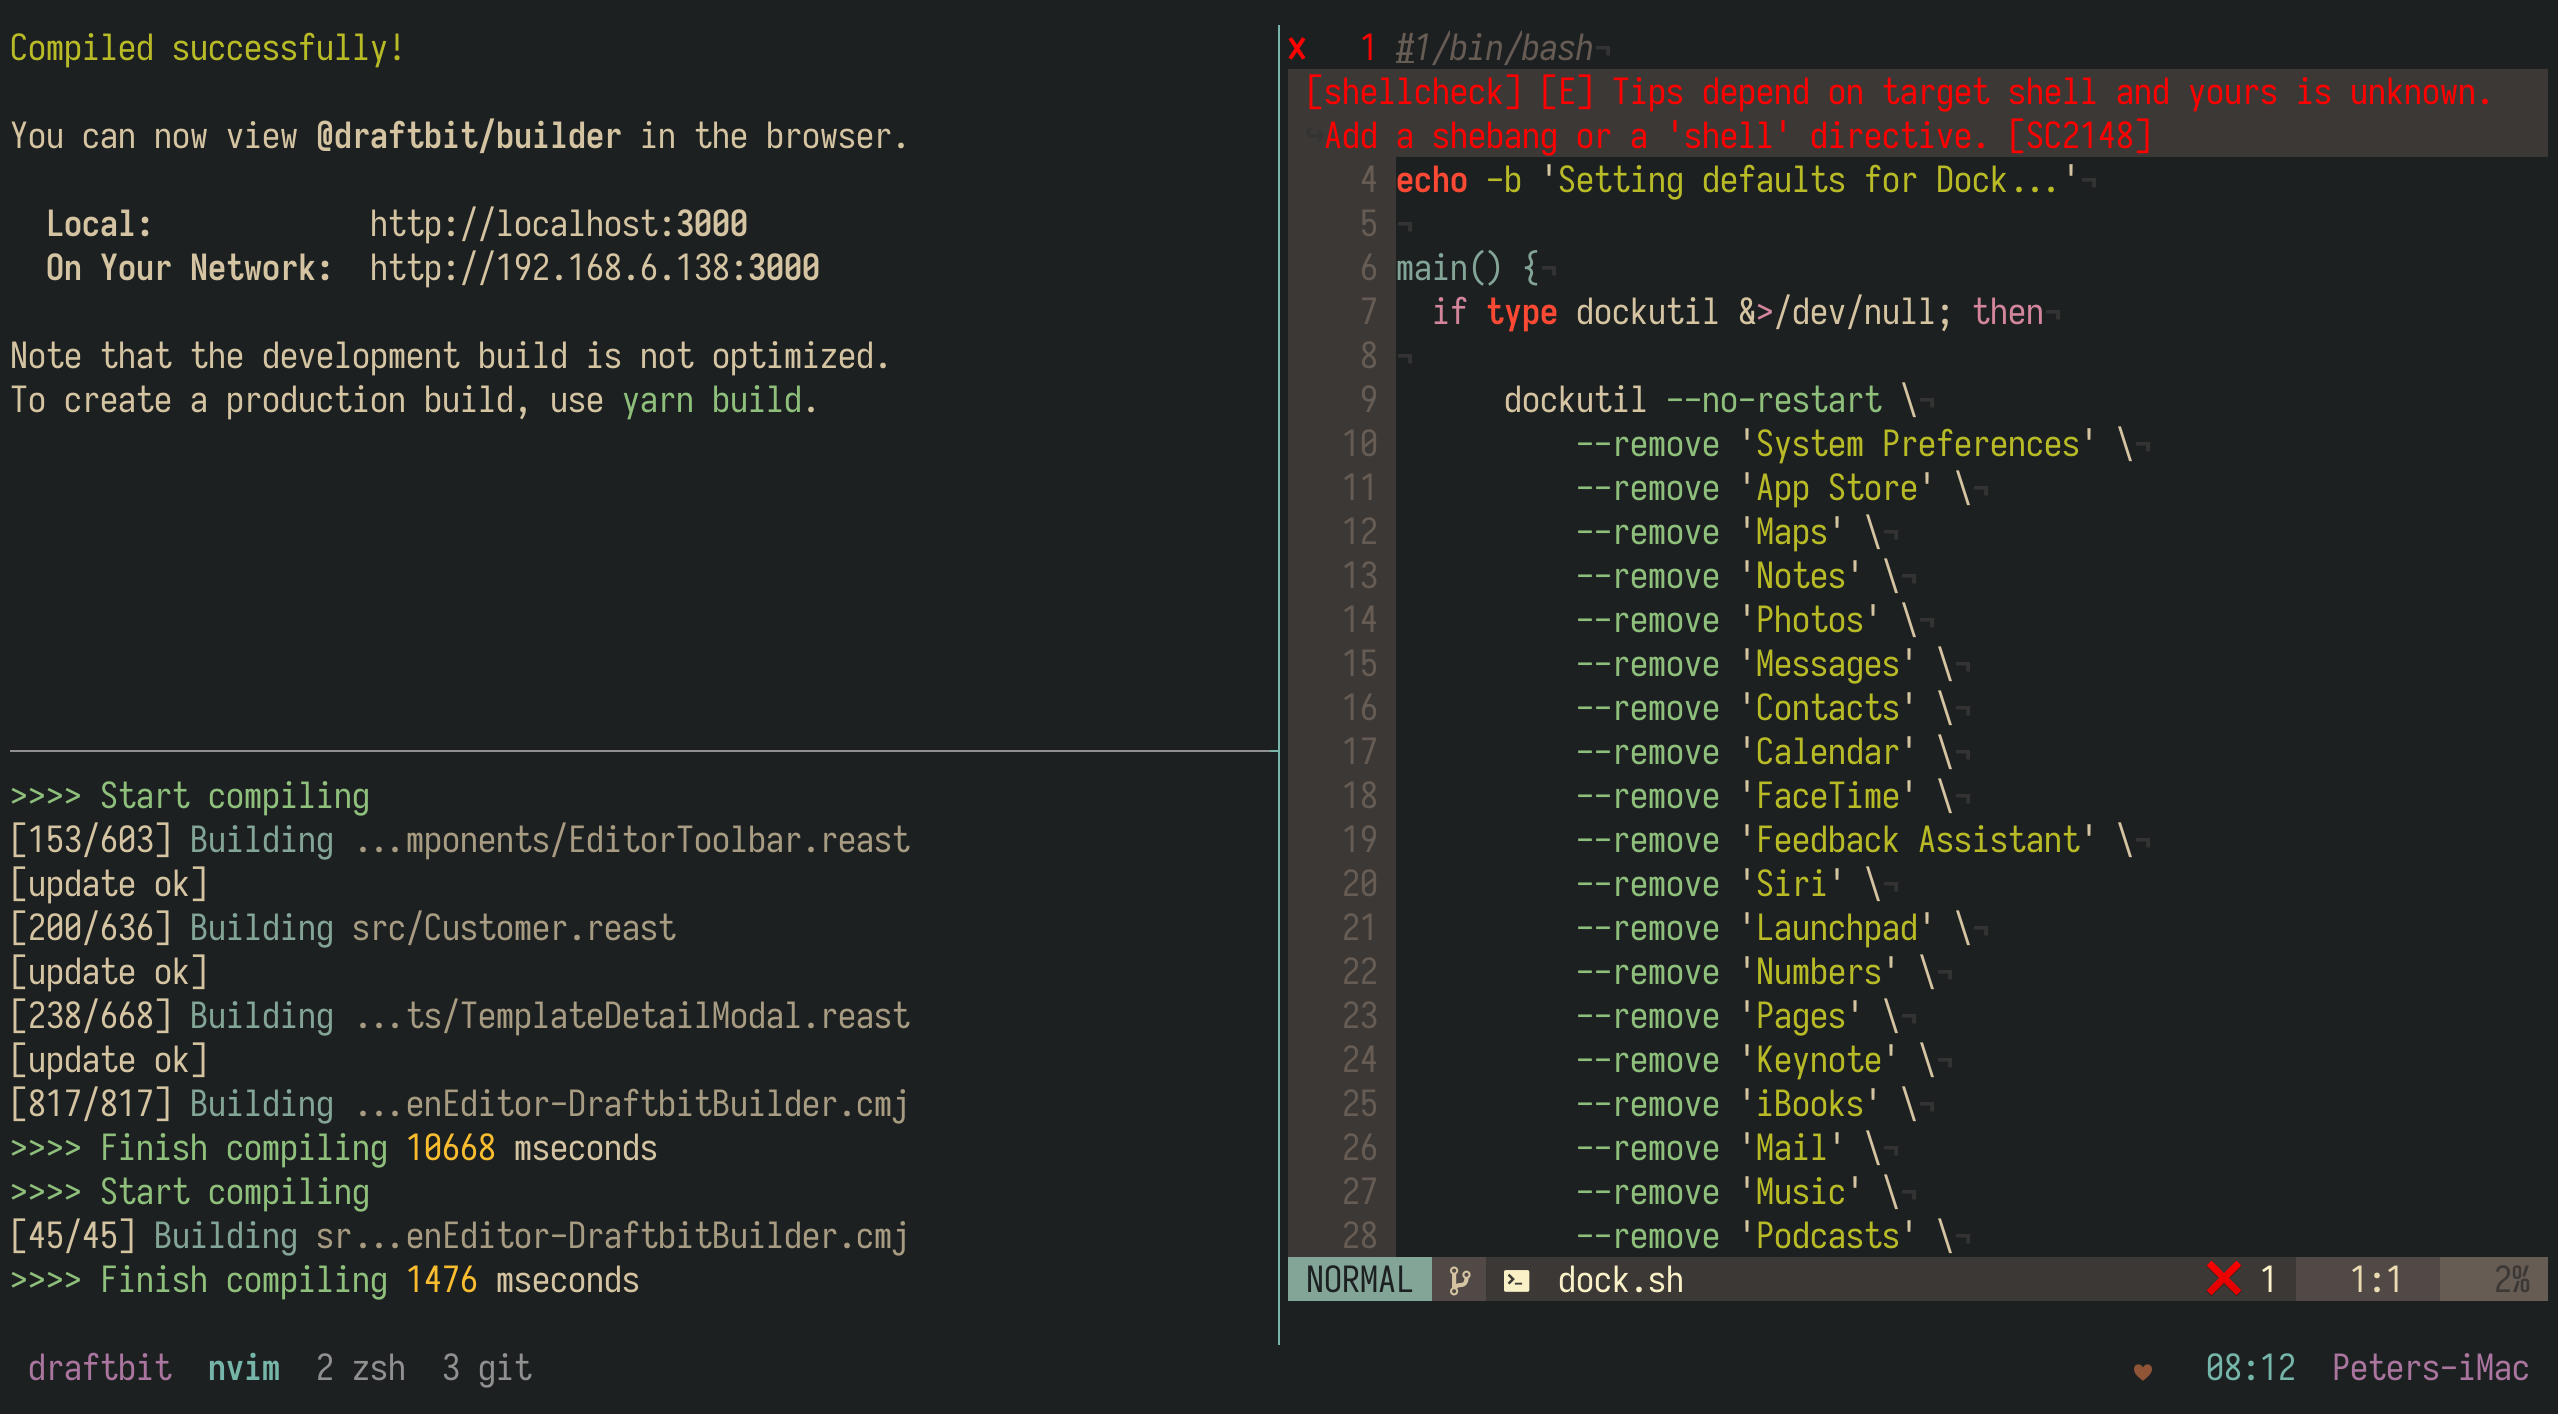 Compiled successfully!
You can now view @draftbit/builder in the browser.
Local: http://localhost:3000
On Your Network: http://192.168.6.138:3000
Note that the development build is not optimized.
To create a production build, use yarn build.
>>>> Start compiling
[153/603] Building ...mponents/EditorToolbar.reast
[update ok]
[200/636] Building src/Customer.reast
[update ok]
[238/668] Building ...ts/TemplateDetailModal.reast
[update ok]
[817/817] Building ...enEditor-DraftbitBuilder.cmj
>>>> Finish compiling 10668 mseconds
>>>> Start compiling
[45/45] Building sr...enEditor-DraftbitBuilder.cmj
>>>> Finish compiling 1476 mseconds
✗ 1 #1/bin/bash¬
[shellcheck] [E] Tips depend on target shell and yours is unknown.
↪Add a shebang or a 'shell' directive. [SC2148]
4 echo -b 'Setting defaults for Dock...'¬
5 ¬
6 main() {¬
7 if type dockutil &>/dev/null; then¬
8 ¬
9 dockutil --no-restart \¬
10 --remove 'System Preferences' \¬
11 --remove 'App Store' \¬
12 --remove 'Maps' \¬
13 --remove 'Notes' \¬
14 --remove 'Photos' \¬
15 --remove 'Messages' \¬
16 --remove 'Contacts' \¬
17 --remove 'Calendar' \¬
18 --remove 'FaceTime' \¬
19 --remove 'Feedback Assistant' \¬
20 --remove 'Siri' \¬
21 --remove 'Launchpad' \¬
22 --remove 'Numbers' \¬
23 --remove 'Pages' \¬
24 --remove 'Keynote' \¬
25 --remove 'iBooks' \¬
26 --remove 'Mail' \¬
27 --remove 'Music' \¬
28 --remove 'Podcasts' \¬
NORMAL dock.sh ❌ 1 1:1 2%
draftbit nvim 2 zsh 3 git ♥ 08:12 Peters-iMac